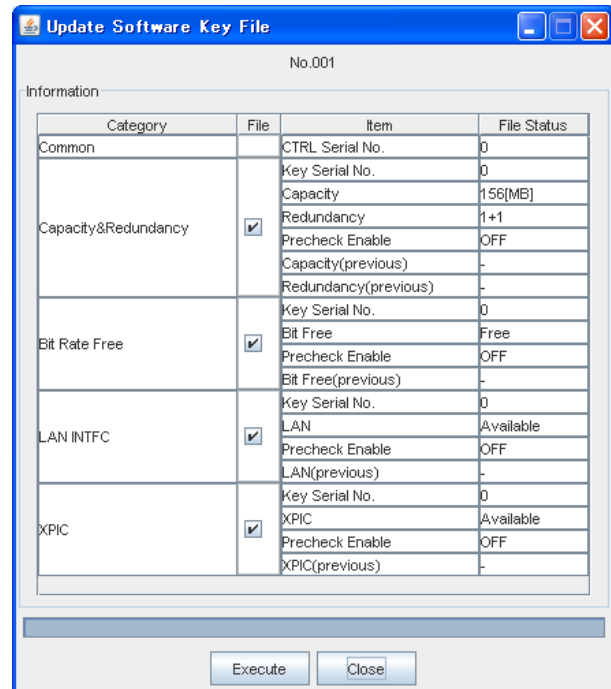 Update Software Key File
No.001
Information
Category File Item File Status
Common CTRL Serial No. 0
Capacity&Redundancy Key Serial No. 0
Capacity 156[MB]
Redundancy 1+1
Precheck Enable OFF
Capacity(previous) -
Redundancy(previous) -
Bit Rate Free Key Serial No. 0
Bit Free Free
Precheck Enable OFF
Bit Free(previous) -
LAN INTFC Key Serial No. 0
LAN Available
Precheck Enable OFF
LAN(previous) -
XPIC Key Serial No. 0
XPIC Available
Precheck Enable OFF
XPIC(previous) -
Execute Close